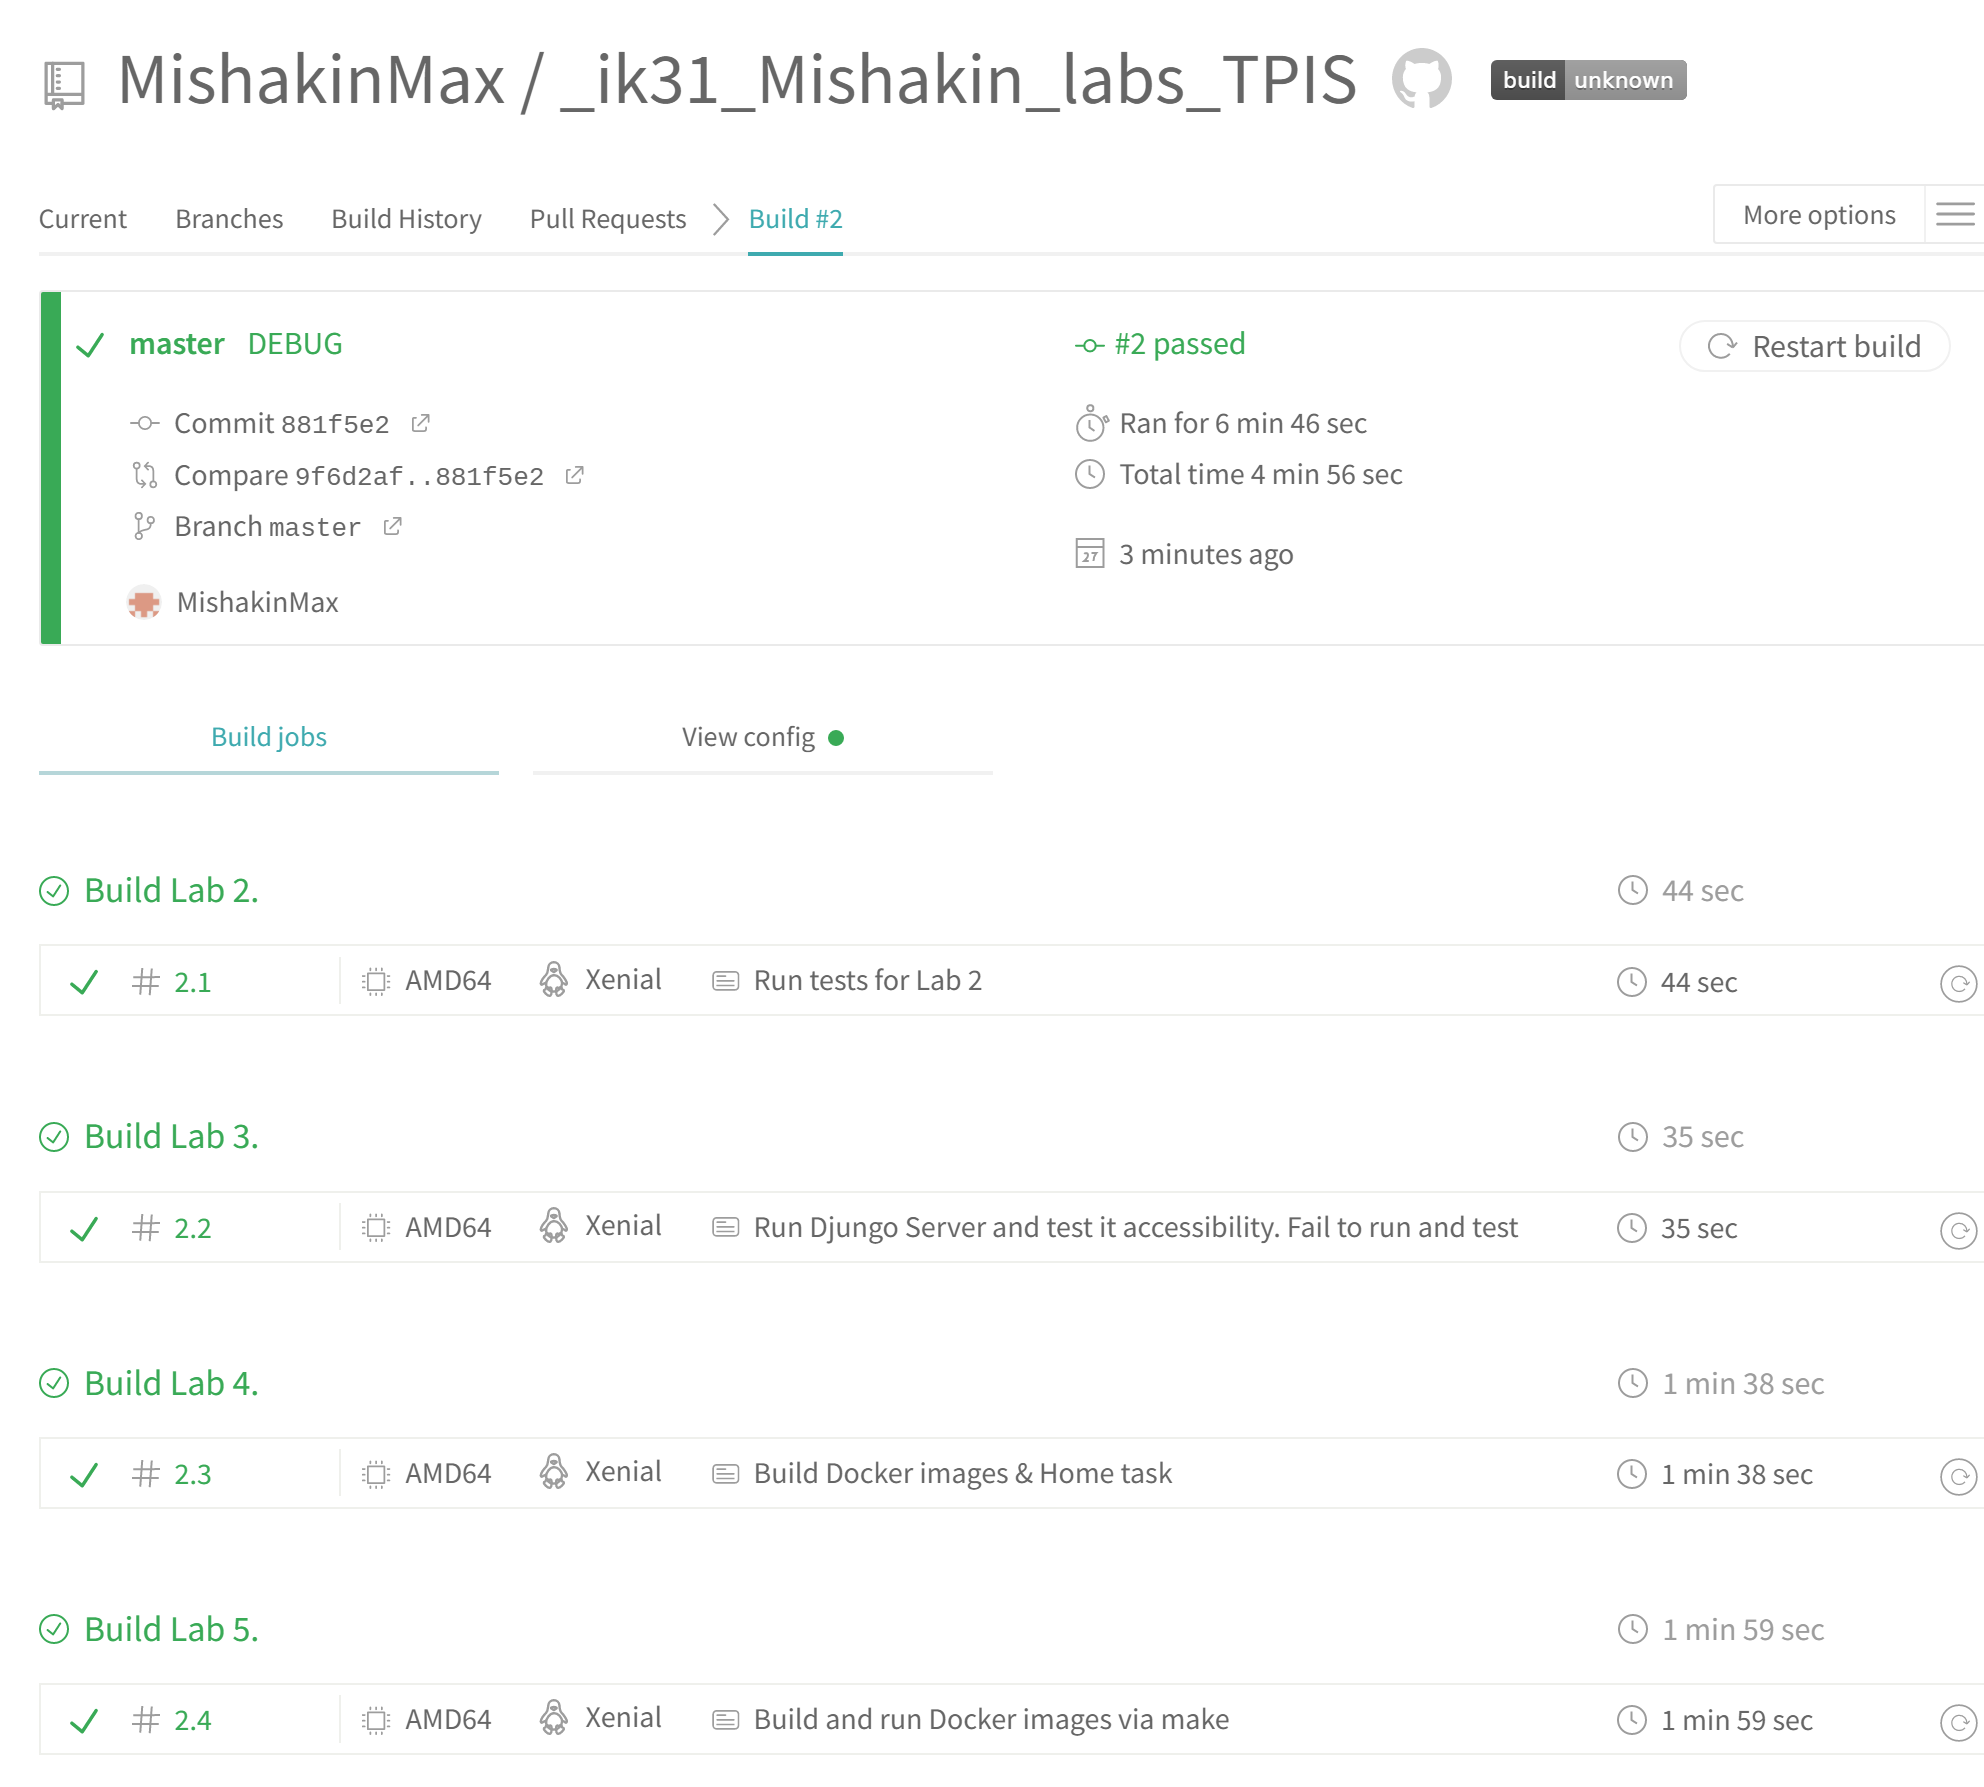 MishakinMax / _ik31_Mishakin_labs_TPIS build unknown
Current Branches Build History Pull Requests Build #2 More options
master DEBUG #2 passed Restart build
Commit 881f5e2 Ran for 6 min 46 sec
Compare 9f6d2af..881f5e2 Total time 4 min 56 sec
Branch master
27 3 minutes ago
MishakinMax
Build jobs View config
Build Lab 2. 44 sec
# 2.1 AMD64 Xenial Run tests for Lab 2 44 sec
Build Lab 3. 35 sec
# 2.2 AMD64 Xenial Run Djungo Server and test it accessibility. Fail to run and test 35 sec
Build Lab 4. 1 min 38 sec
# 2.3 AMD64 Xenial Build Docker images & Home task 1 min 38 sec
Build Lab 5. 1 min 59 sec
# 2.4 AMD64 Xenial Build and run Docker images via make 1 min 59 sec